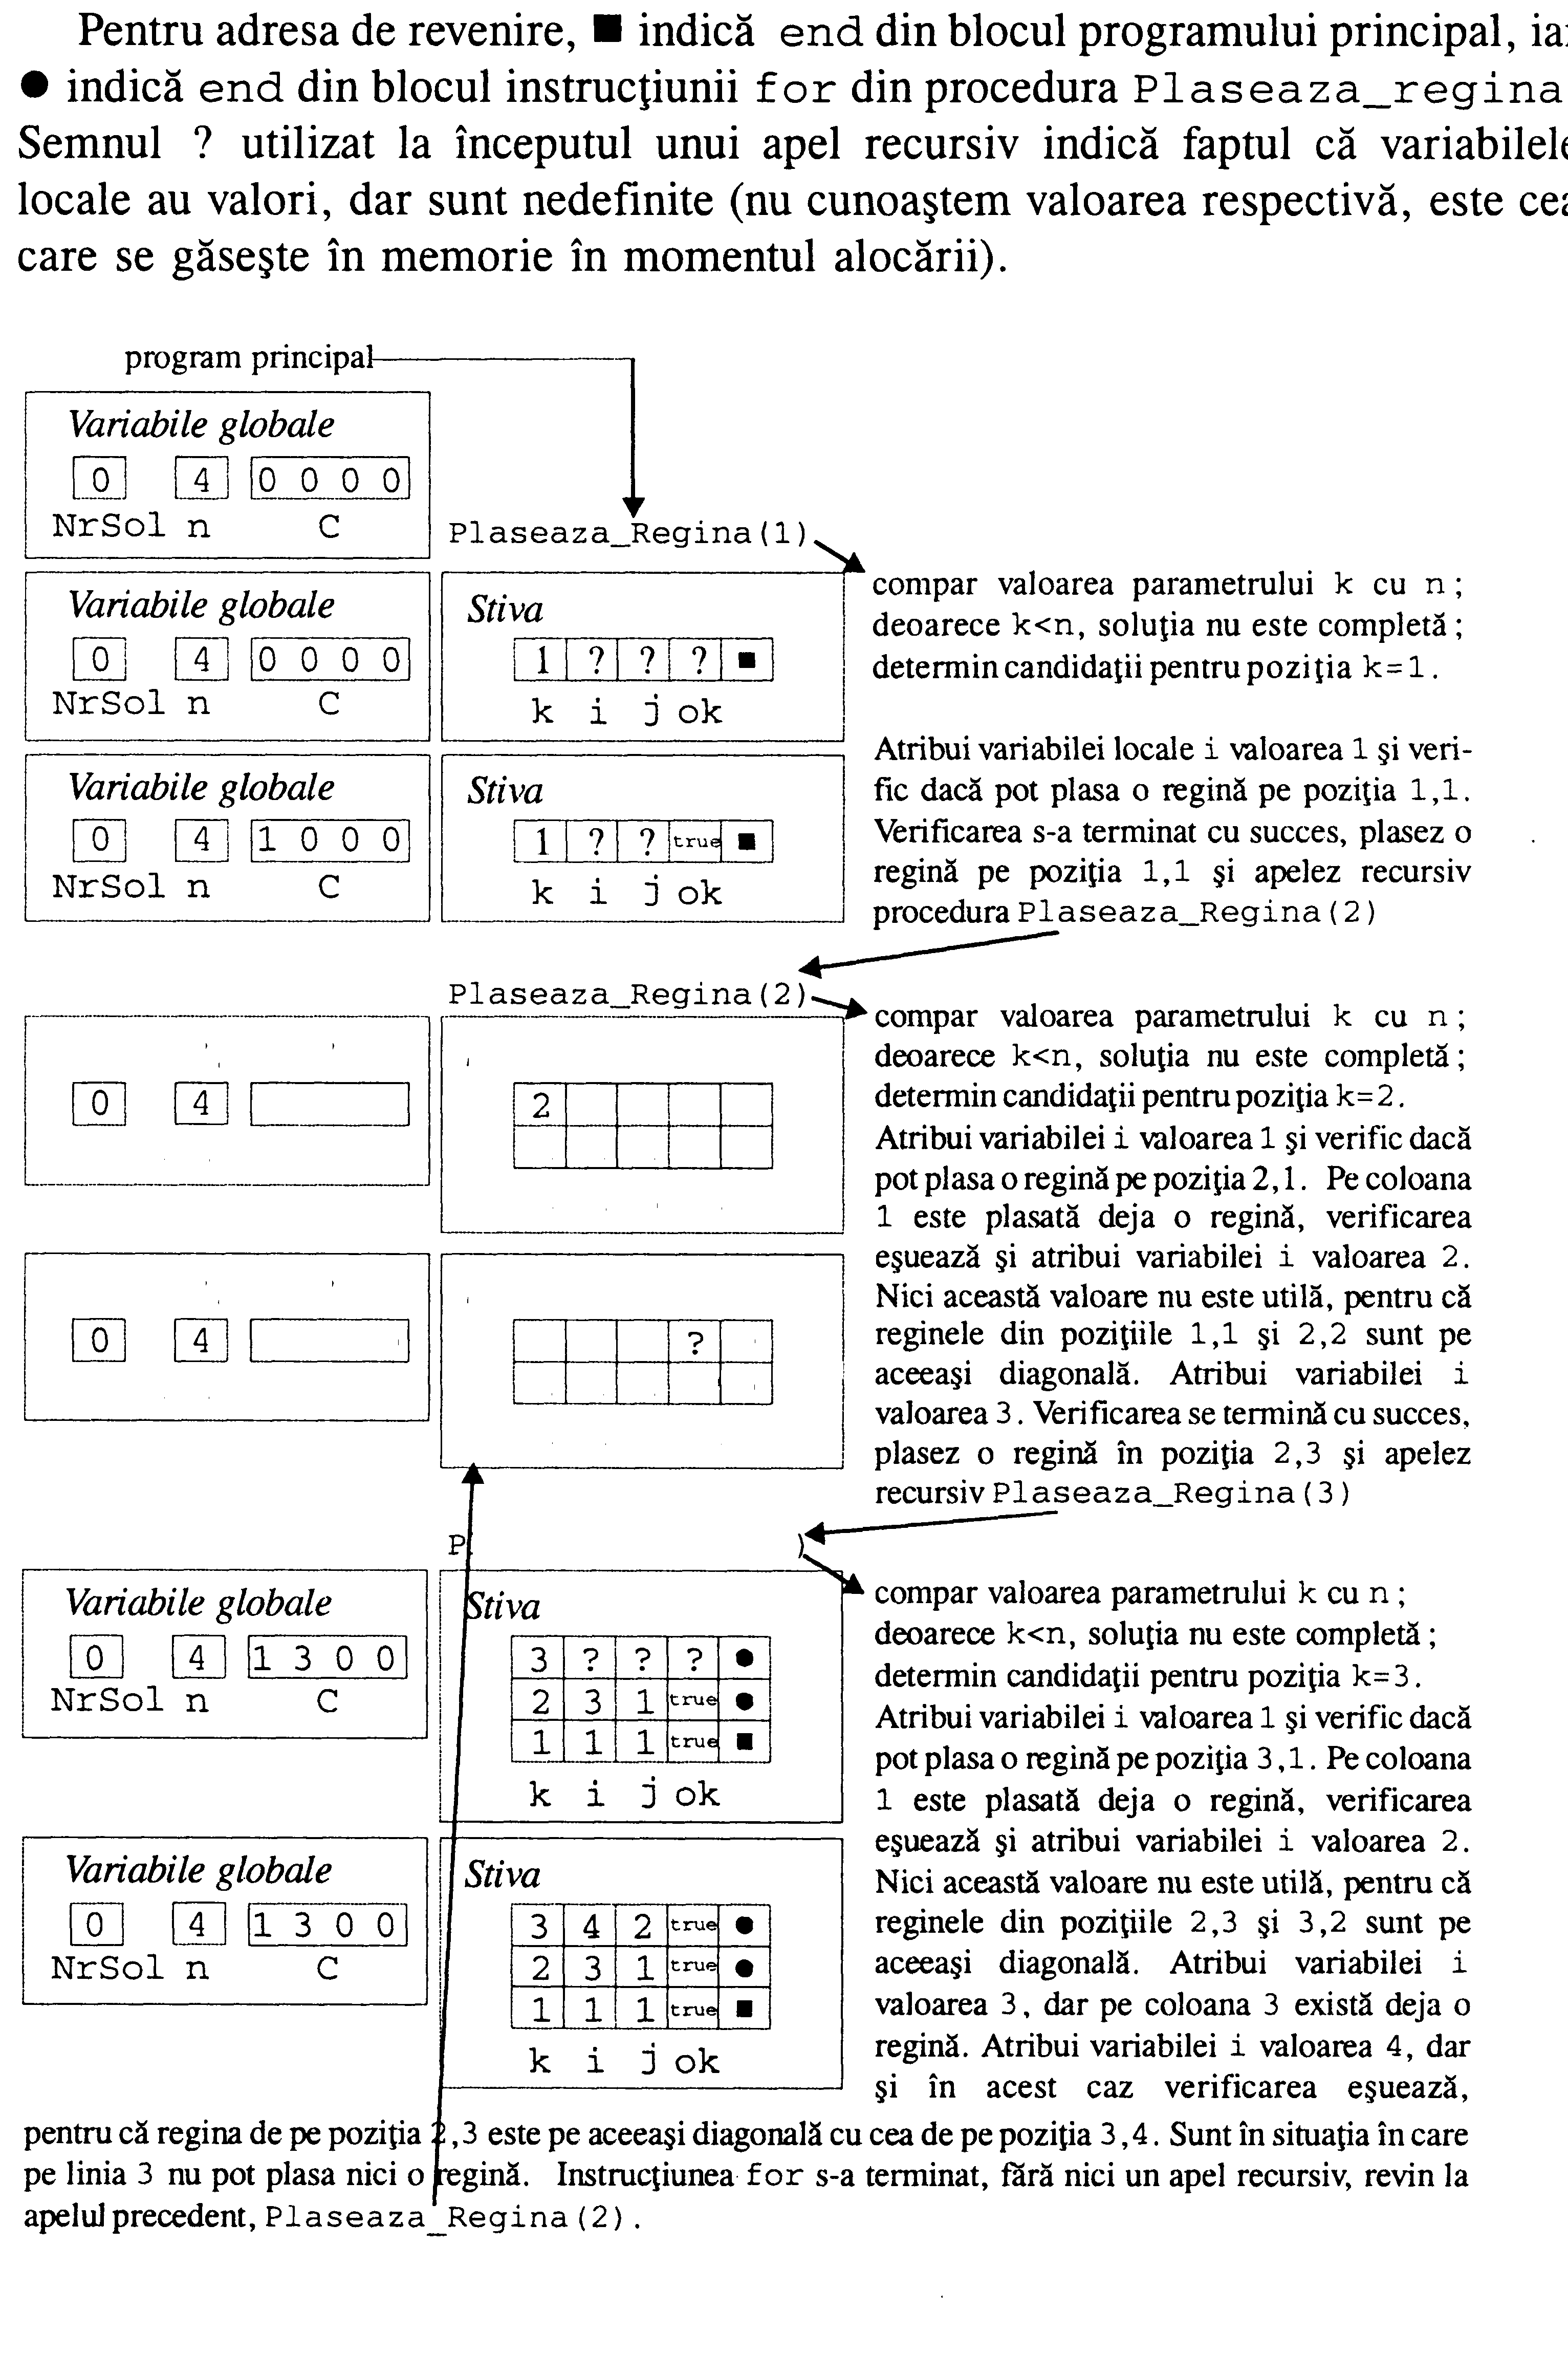 Pentru adresa de revenire, ■ indică end din blocul programului principal, iar
● indică end din blocul instrucţiunii for din procedura Plaseaza_regina
Semnul ? utilizat la începutul unui apel recursiv indică faptul că variabilele
locale au valori, dar sunt nedefinite (nu cunoaştem valoarea respectivă, este cea
care se găseşte în memorie în momentul alocării).
program principal
Variabile globale
0 4 0 0 0 0
NrSol n C
Plaseaza_Regina(1)
Variabile globale
0 4 0 0 0 0
NrSol n C
Stiva
1 ? ? ? ■
k i j ok
compar valoarea parametrului k cu n;
deoarece k<n, soluţia nu este completă;
determin candidaţii pentru poziţia k=1.
Variabile globale
0 4 1 0 0 0
NrSol n C
Stiva
1 ? ? true ■
k i j ok
Atribui variabilei locale i valoarea 1 şi veri-
fic dacă pot plasa o regină pe poziţia 1,1.
Verificarea s-a terminat cu succes, plasez o
regină pe poziţia 1,1 şi apelez recursiv
procedura Plaseaza_Regina(2)
Plaseaza_Regina(2)
0 4
2
compar valoarea parametrului k cu n;
deoarece k<n, soluţia nu este completă;
determin candidaţii pentru poziţia k=2.
Atribui variabilei i valoarea 1 şi verific dacă
pot plasa o regină pe poziţia 2,1. Pe coloana
1 este plasată deja o regină, verificarea
eşuează şi atribui variabilei i valoarea 2.
Nici această valoare nu este utilă, pentru că
reginele din poziţiile 1,1 şi 2,2 sunt pe
aceeaşi diagonală. Atribui variabilei i
valoarea 3. Verificarea se termină cu succes,
plasez o regină în poziţia 2,3 şi apelez
recursiv Plaseaza_Regina(3)
0 4
?
P )
Variabile globale
0 4 1 3 0 0
NrSol n C
Stiva
3 ? ? ? ●
2 3 1 true ●
1 1 1 true ■
k i j ok
Variabile globale
0 4 1 3 0 0
NrSol n C
Stiva
3 4 2 true ●
2 3 1 true ●
1 1 1 true ■
k i j ok
compar valoarea parametrului k cu n;
deoarece k<n, soluţia nu este completă;
determin candidaţii pentru poziţia k=3.
Atribui variabilei i valoarea 1 şi verific dacă
pot plasa o regină pe poziţia 3,1. Pe coloana
1 este plasată deja o regină, verificarea
eşuează şi atribui variabilei i valoarea 2.
Nici această valoare nu este utilă, pentru că
reginele din poziţiile 2,3 şi 3,2 sunt pe
aceeaşi diagonală. Atribui variabilei i
valoarea 3, dar pe coloana 3 există deja o
regină. Atribui variabilei i valoarea 4, dar
şi în acest caz verificarea eşuează,
pentru că regina de pe poziţia 2,3 este pe aceeaşi diagonală cu cea de pe poziţia 3,4. Sunt în situaţia în care
pe linia 3 nu pot plasa nici o regină. Instrucţiunea for s-a terminat, fără nici un apel recursiv, revin la
apelul precedent, Plaseaza_Regina(2).